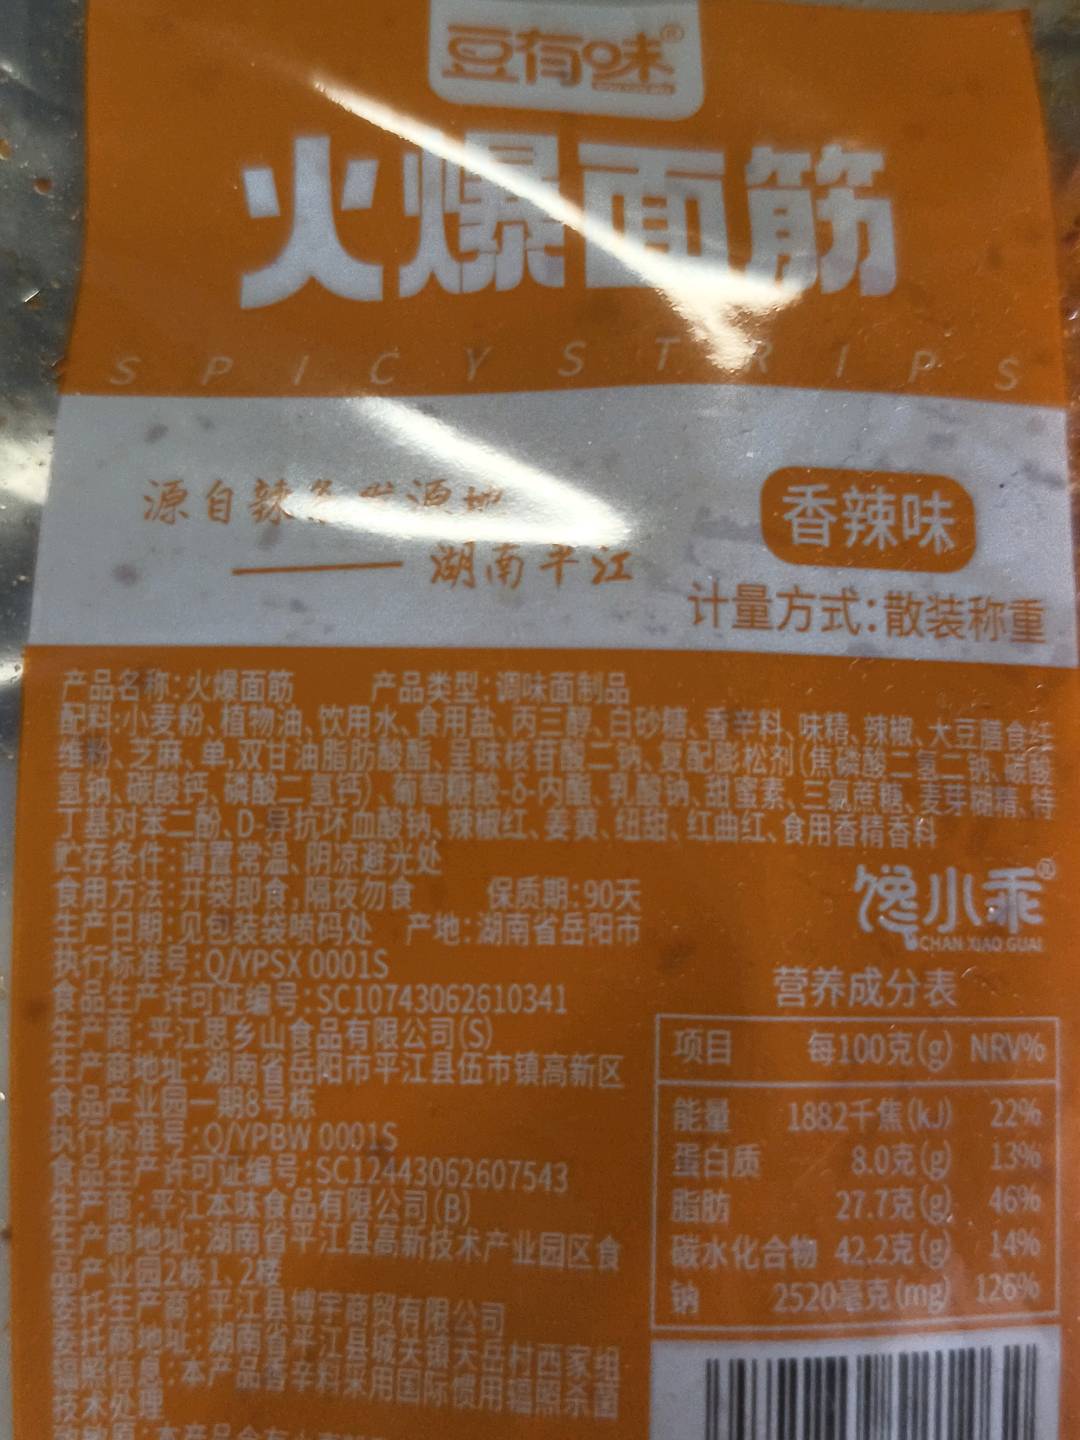 豆有味®
火爆面筋
SPICY STRIPS
源自辣条发源地
——湖南平江
香辣味
计量方式:散装称重
产品名称:火爆面筋 产品类型:调味面制品
配料:小麦粉、植物油、饮用水、食用盐、丙三醇、白砂糖、香辛料、味精、辣椒、大豆膳食纤
维粉、芝麻、单,双甘油脂肪酸酯、呈味核苷酸二钠、复配膨松剂(焦磷酸二氢二钠、碳酸
氢钠、碳酸钙、磷酸二氢钙)、葡萄糖酸-δ-内酯、乳酸钠、甜蜜素、三氯蔗糖、麦芽糊精、特
丁基对苯二酚、D-异抗坏血酸钠、辣椒红、姜黄、纽甜、红曲红、食用香精香料
贮存条件:请置常温、阴凉避光处
食用方法:开袋即食,隔夜勿食 保质期:90天
生产日期:见包装袋喷码处 产地:湖南省岳阳市
执行标准号:Q/YPSX 0001S
食品生产许可证编号:SC10743062610341
生产商:平江思乡山食品有限公司(S)
生产商地址:湖南省岳阳市平江县伍市镇高新区
食品产业园一期8号栋
执行标准号:Q/YPBW 0001S
食品生产许可证编号:SC12443062607543
生产商:平江本味食品有限公司(B)
生产商地址:湖南省平江县高新技术产业园区食
品产业园2栋1、2楼
委托生产商:平江县博宇商贸有限公司
委托商地址:湖南省平江县城关镇天岳村西家组
辐照信息:本产品香辛料采用国际惯用辐照杀菌
技术处理
馋小乖®
CHAN XIAO GUAI
营养成分表
项目 每100克(g) NRV%
能量 1882千焦(kJ) 22%
蛋白质 8.0克(g) 13%
脂肪 27.7克(g) 46%
碳水化合物 42.2克(g) 14%
钠 2520毫克(mg) 126%